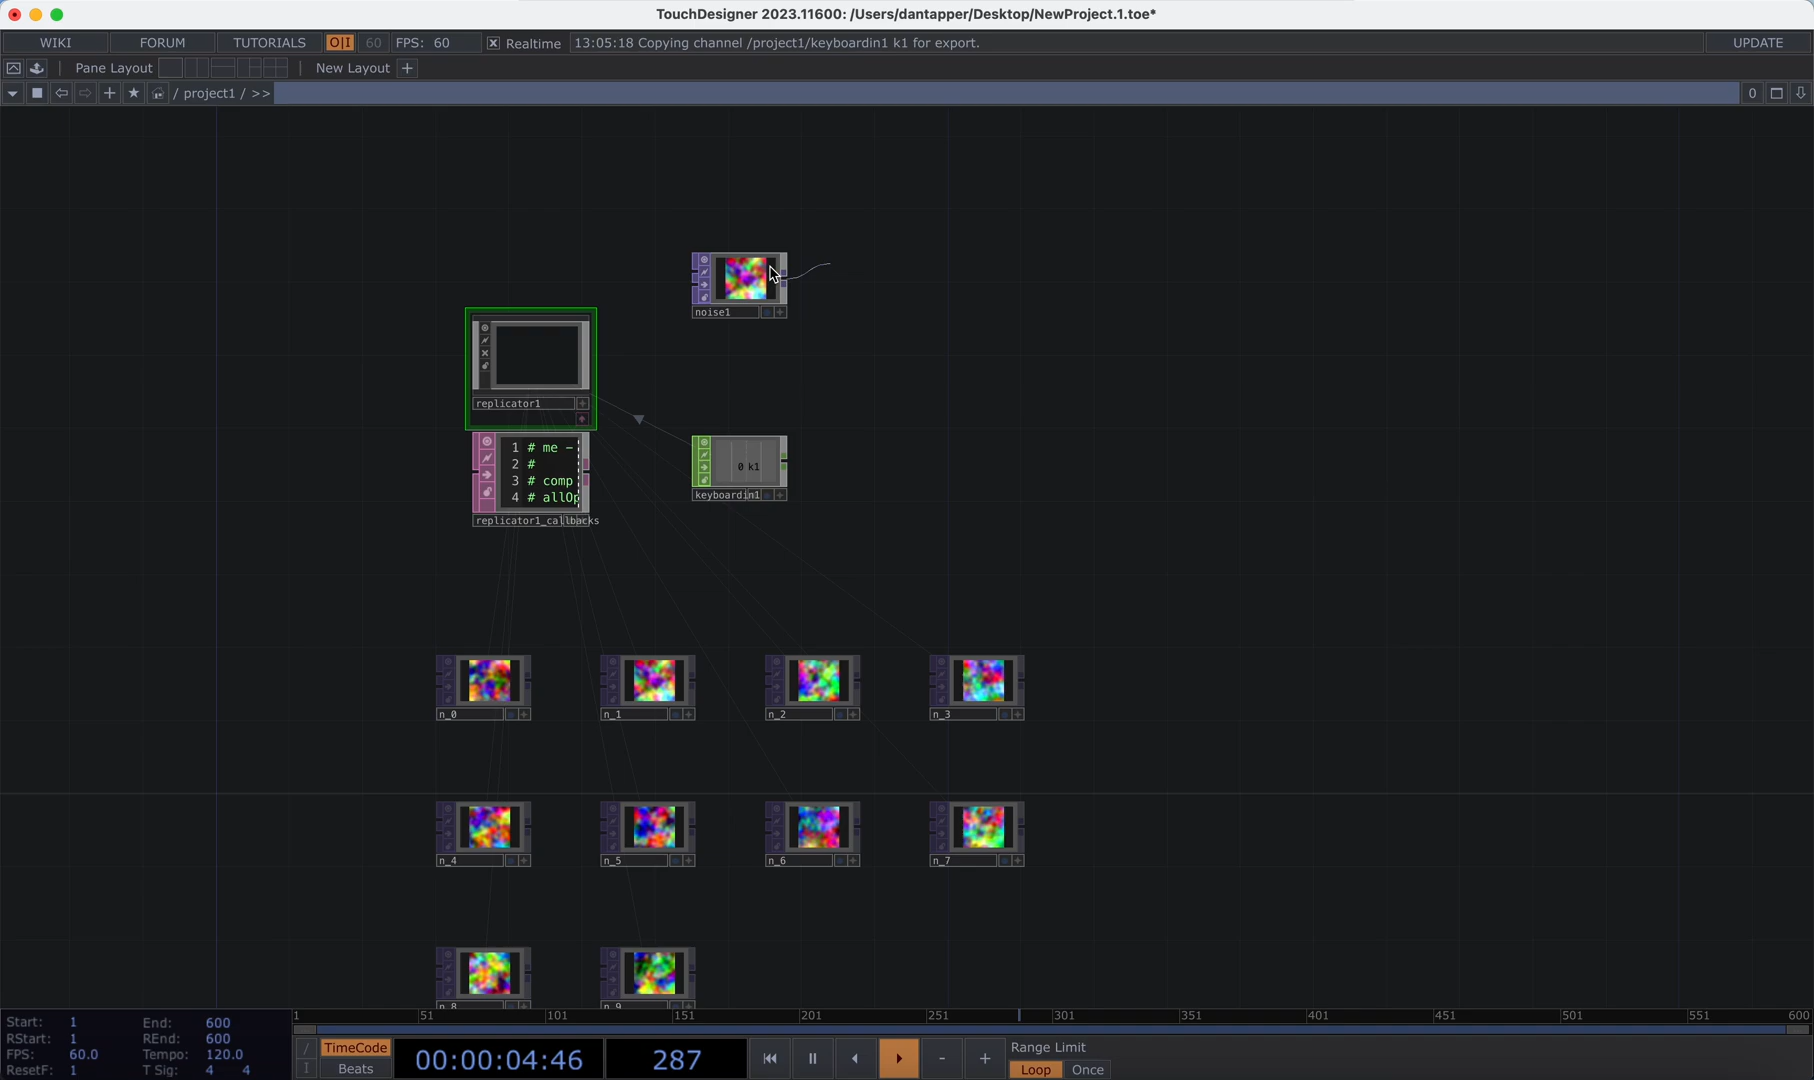 TouchDesigner 2023.11600: /Users/dantapper/Desktop/NewProject.1.toe*
WIKI FORUM TUTORIALS O|I 60 FPS: 60 Realtime 13:05:18 Copying channel /project1/keyboardin1 k1 for export. UPDATE
Pane Layout New Layout +
/ project1 / >> 0
noise1
replicator1
1 # me -
2 #
3 # comp
4 # allOp
replicator1_callbacks
0 k1
keyboardin1
n_0 n_1 n_2 n_3
n_4 n_5 n_6 n_7
n_8 n_9
1 51 101 151 201 251 301 351 401 451 501 551 600
Start: 1 End: 600
RStart: 1 REnd: 600
FPS: 60.0 Tempo: 120.0
ResetF: 1 T Sig: 4 4
/ TimeCode
I Beats
00:00:04:46 287 - +
Range Limit
Loop Once